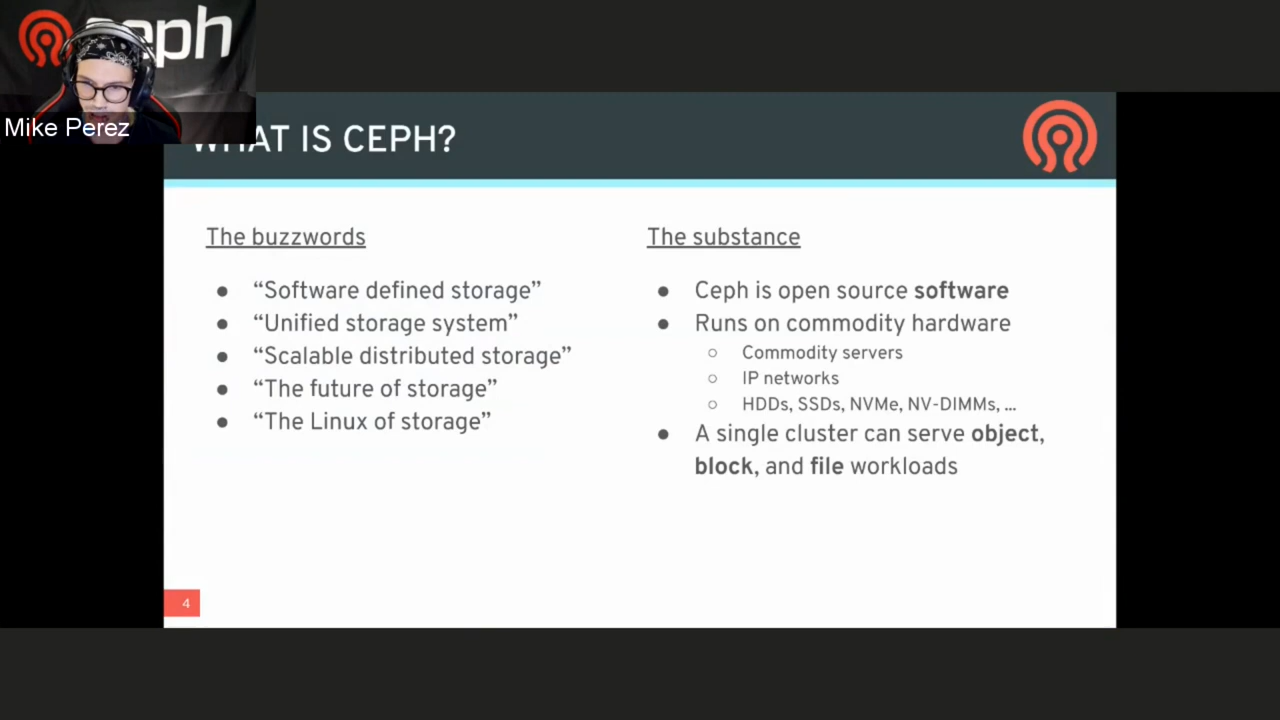 ceph
Mike Perez
WHAT IS CEPH?
The buzzwords
● “Software defined storage”
● “Unified storage system”
● “Scalable distributed storage”
● “The future of storage”
● “The Linux of storage”
The substance
● Ceph is open source software
● Runs on commodity hardware
○ Commodity servers
○ IP networks
○ HDDs, SSDs, NVMe, NV-DIMMs, ...
● A single cluster can serve object,
block, and file workloads
4